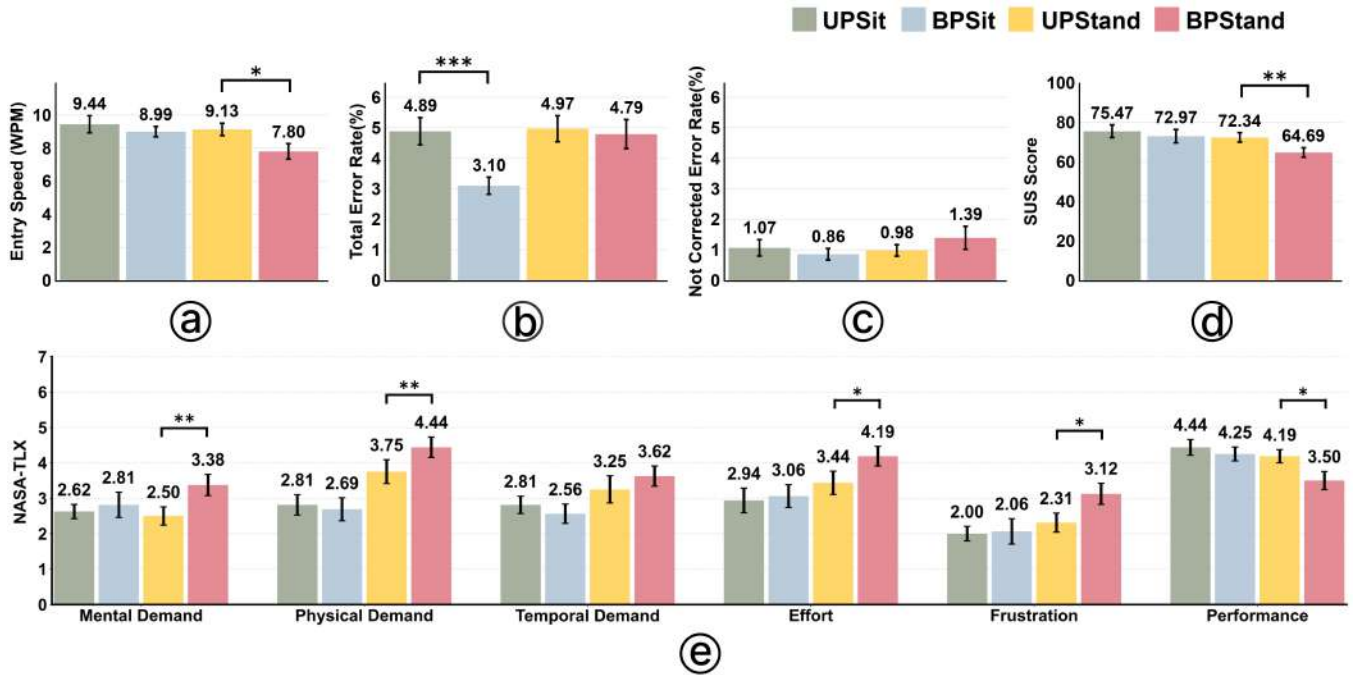 UPSit BPSit UPStand BPStand
Entry Speed (WPM)
10
8
6
4
2
0
9.44 8.99 9.13 7.80
*
ⓐ
Total Error Rate(%)
6
5
4
3
2
1
0
4.89 3.10 4.97 4.79
***
ⓑ
Not Corrected Error Rate(%)
6
5
4
3
2
1
0
1.07 0.86 0.98 1.39
ⓒ
SUS Score
100
80
60
40
20
0
75.47 72.97 72.34 64.69
**
ⓓ
NASA-TLX
7
6
5
4
3
2
1
0
2.62 2.81 2.50 3.38
**
Mental Demand
2.81 2.69 3.75 4.44
**
Physical Demand
2.81 2.56 3.25 3.62
Temporal Demand
2.94 3.06 3.44 4.19
*
Effort
2.00 2.06 2.31 3.12
*
Frustration
4.44 4.25 4.19 3.50
*
Performance
ⓔ